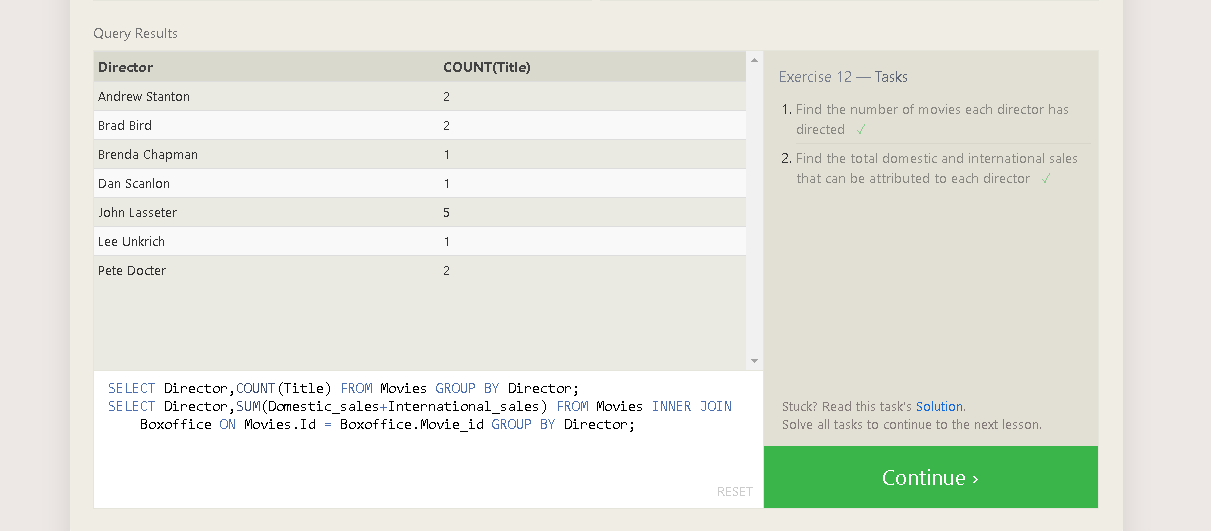 Query Results
Director COUNT(Title)
Andrew Stanton 2
Brad Bird 2
Brenda Chapman 1
Dan Scanlon 1
John Lasseter 5
Lee Unkrich 1
Pete Docter 2
SELECT Director,COUNT(Title) FROM Movies GROUP BY Director;
SELECT Director,SUM(Domestic_sales+International_sales) FROM Movies INNER JOIN
Boxoffice ON Movies.Id = Boxoffice.Movie_id GROUP BY Director;
RESET
Exercise 12 — Tasks
1. Find the number of movies each director has
directed ✓
2. Find the total domestic and international sales
that can be attributed to each director ✓
Stuck? Read this task's Solution.
Solve all tasks to continue to the next lesson.
Continue ›